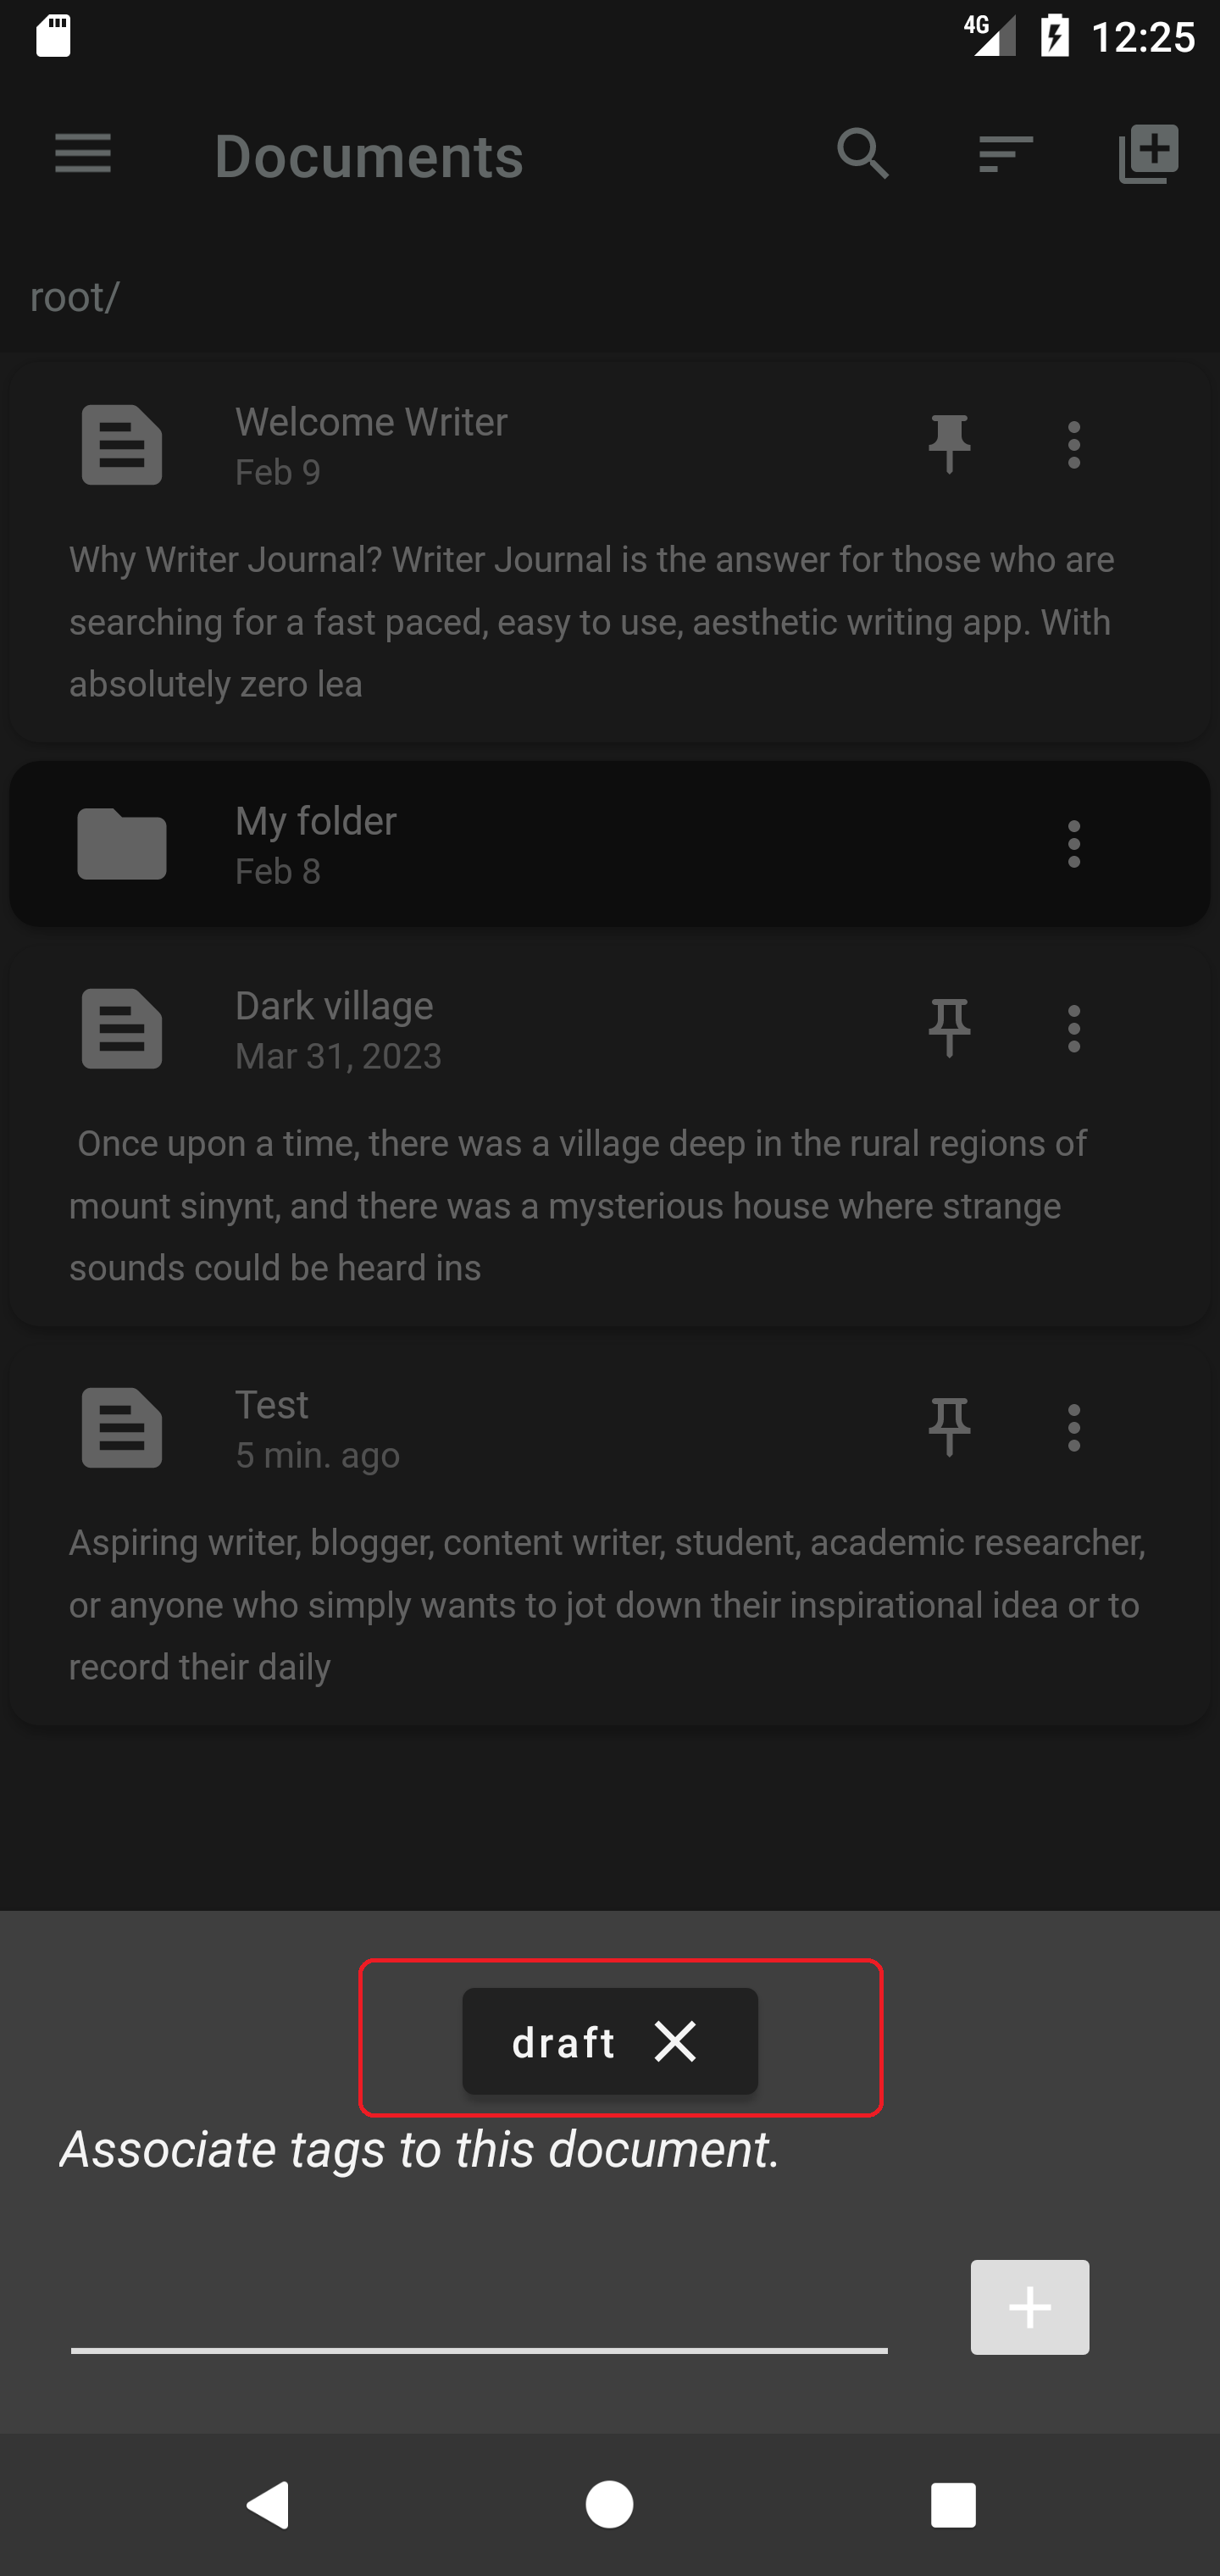 4G 12:25
Documents
root/
Welcome Writer
Feb 9
Why Writer Journal? Writer Journal is the answer for those who are
searching for a fast paced, easy to use, aesthetic writing app. With
absolutely zero lea
My folder
Feb 8
Dark village
Mar 31, 2023
Once upon a time, there was a village deep in the rural regions of
mount sinynt, and there was a mysterious house where strange
sounds could be heard ins
Test
5 min. ago
Aspiring writer, blogger, content writer, student, academic researcher,
or anyone who simply wants to jot down their inspirational idea or to
record their daily
draft
Associate tags to this document.